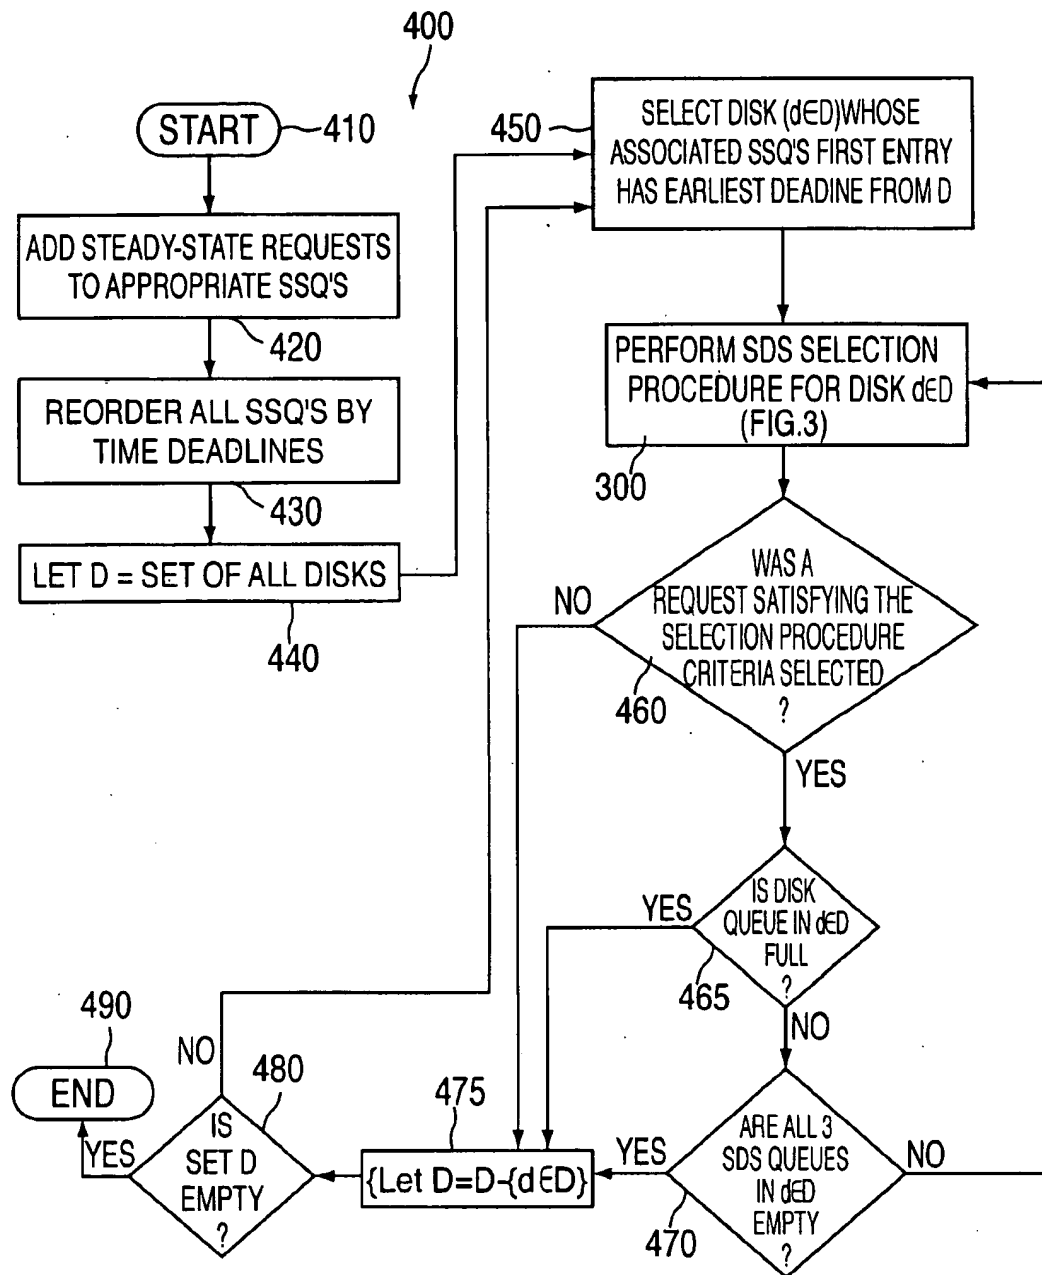 400
START
410
ADD STEADY-STATE REQUESTS
TO APPROPRIATE SSQ'S
420
REORDER ALL SSQ'S BY
TIME DEADLINES
430
LET D = SET OF ALL DISKS
440
450
SELECT DISK (d∈D)WHOSE
ASSOCIATED SSQ'S FIRST ENTRY
HAS EARLIEST DEADINE FROM D
PERFORM SDS SELECTION
PROCEDURE FOR DISK d∈D
(FIG.3)
300
WAS A
REQUEST SATISFYING THE
SELECTION PROCEDURE
CRITERIA SELECTED
?
NO
460
YES
IS DISK
QUEUE IN d∈D
FULL
?
YES
465
NO
ARE ALL 3
SDS QUEUES
IN d∈D
EMPTY
?
YES
NO
470
475
{Let D=D-{d∈D}
IS
SET D
EMPTY
?
480
NO
YES
490
END